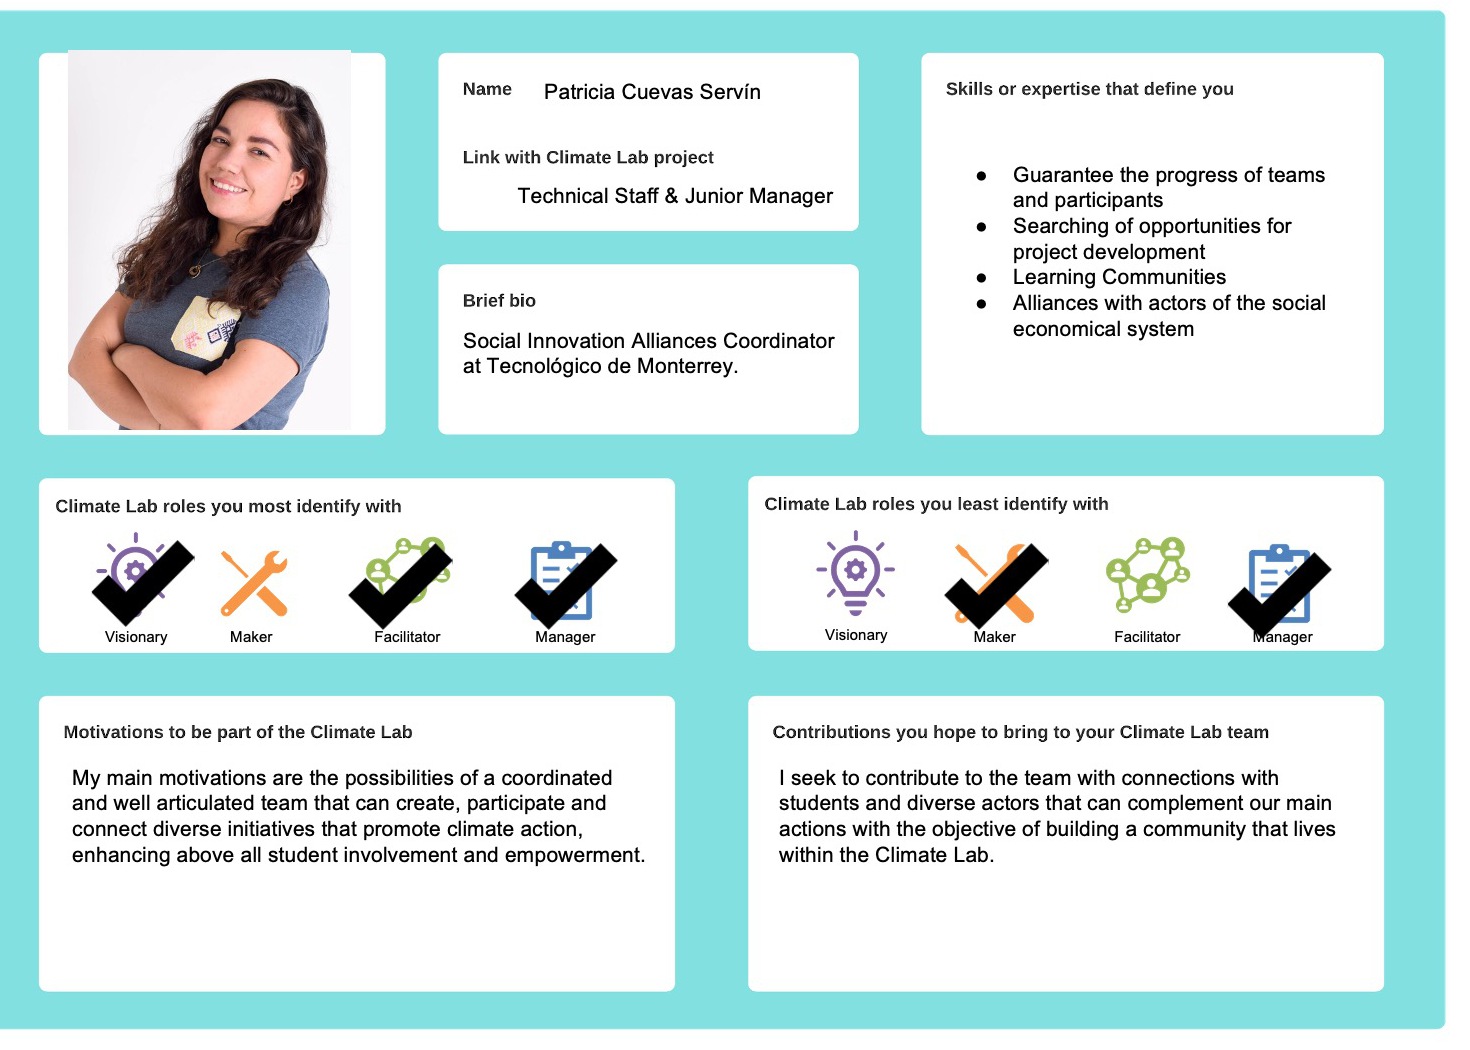 Name Patricia Cuevas Servín
Link with Climate Lab project
Technical Staff & Junior Manager
Brief bio
Social Innovation Alliances Coordinator
at Tecnológico de Monterrey.
Skills or expertise that define you
● Guarantee the progress of teams
and participants
● Searching of opportunities for
project development
● Learning Communities
● Alliances with actors of the social
economical system
Climate Lab roles you most identify with
Visionary Maker Facilitator Manager
Climate Lab roles you least identify with
Visionary Maker Facilitator Manager
Motivations to be part of the Climate Lab
My main motivations are the possibilities of a coordinated
and well articulated team that can create, participate and
connect diverse initiatives that promote climate action,
enhancing above all student involvement and empowerment.
Contributions you hope to bring to your Climate Lab team
I seek to contribute to the team with connections with
students and diverse actors that can complement our main
actions with the objective of building a community that lives
within the Climate Lab.